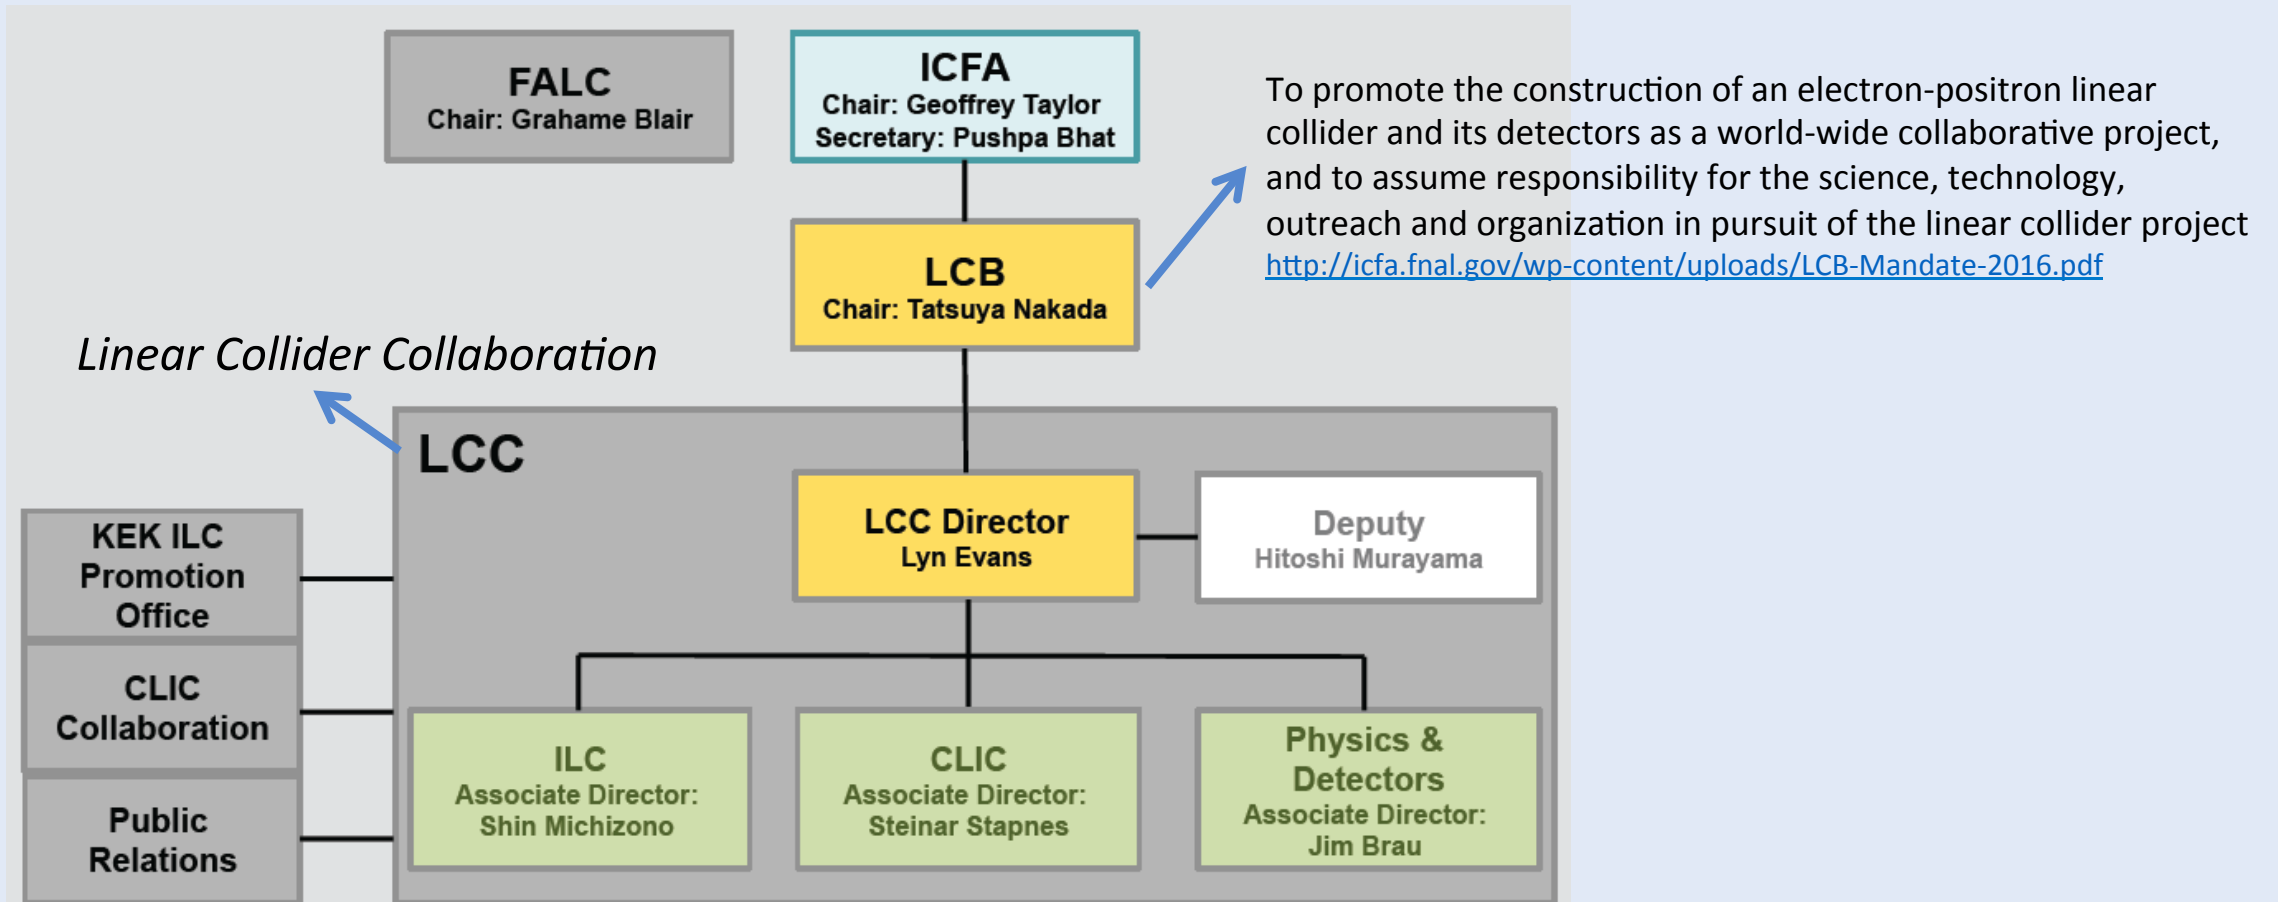 FALC
Chair: Grahame Blair
ICFA
Chair: Geoffrey Taylor
Secretary: Pushpa Bhat
To promote the construction of an electron-positron linear
collider and its detectors as a world-wide collaborative project,
and to assume responsibility for the science, technology,
outreach and organization in pursuit of the linear collider project
http://icfa.fnal.gov/wp-content/uploads/LCB-Mandate-2016.pdf
LCB
Chair: Tatsuya Nakada
Linear Collider Collaboration
LCC
LCC Director
Lyn Evans
Deputy
Hitoshi Murayama
KEK ILC
Promotion
Office
CLIC
Collaboration
Public
Relations
ILC
Associate Director:
Shin Michizono
CLIC
Associate Director:
Steinar Stapnes
Physics &
Detectors
Associate Director:
Jim Brau